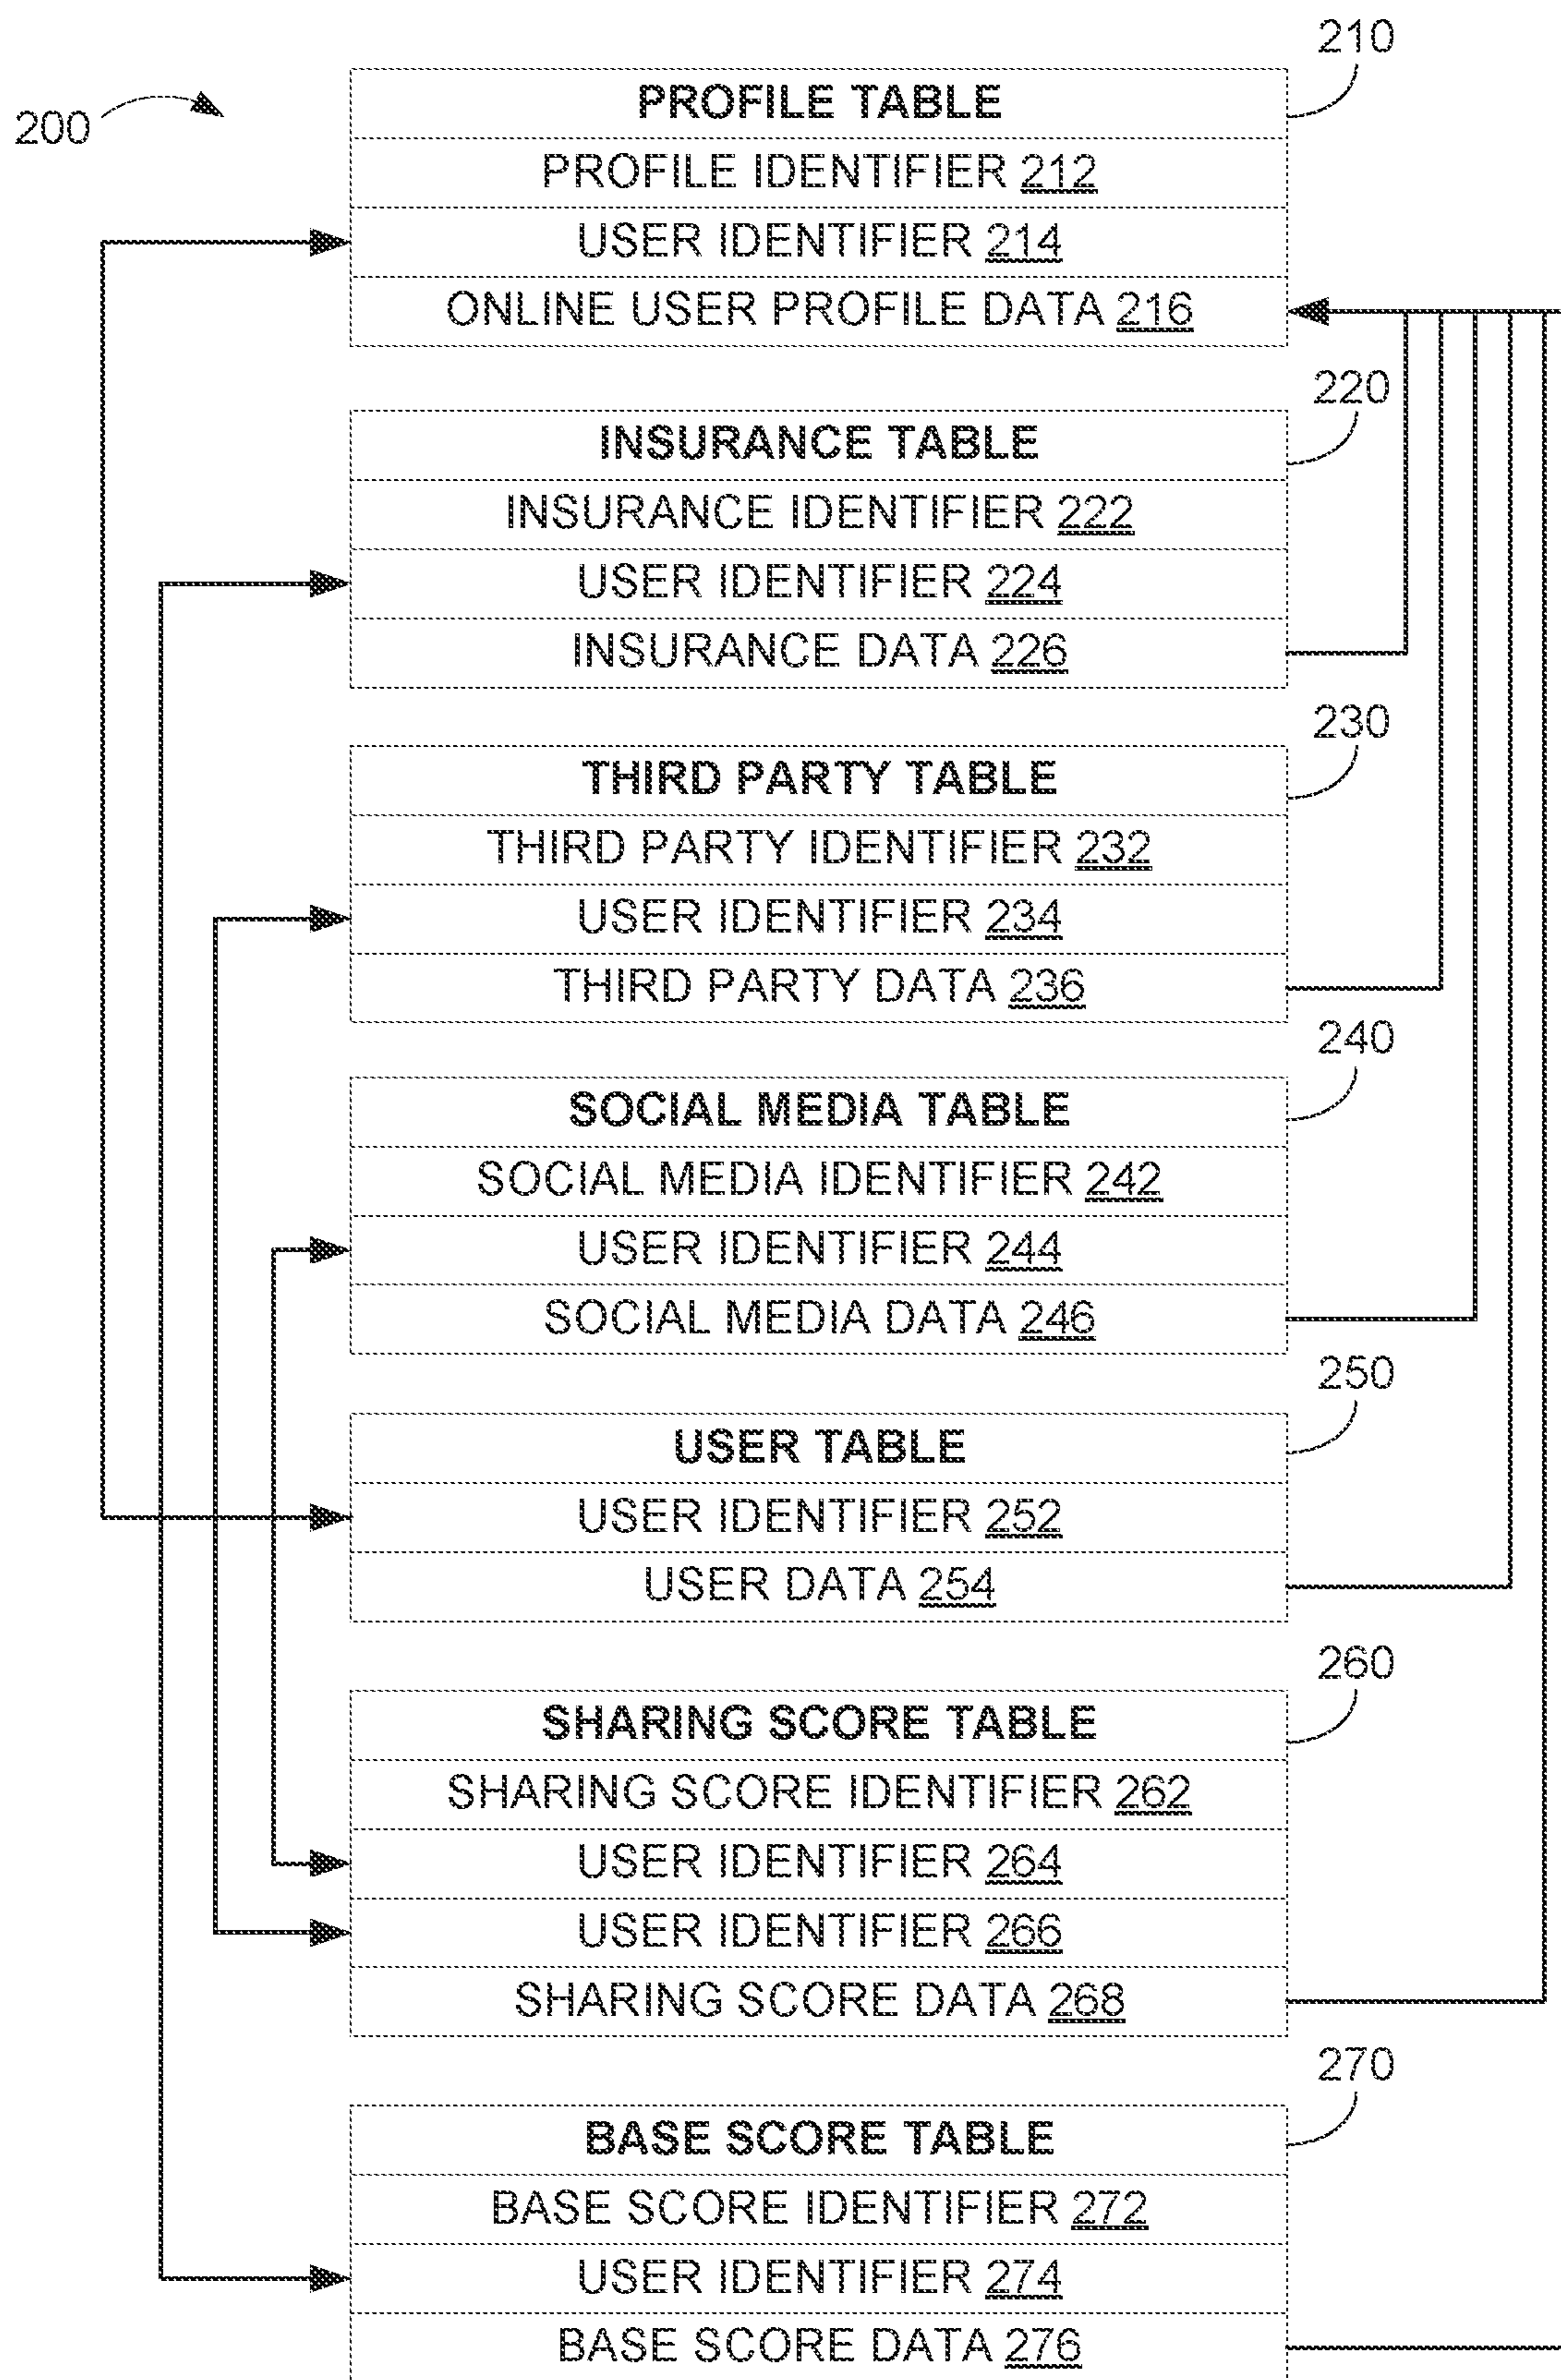 210
200
PROFILE TABLE
PROFILE IDENTIFIER 212
USER IDENTIFIER 214
ONLINE USER PROFILE DATA 216
220
INSURANCE TABLE
INSURANCE IDENTIFIER 222
USER IDENTIFIER 224
INSURANCE DATA 226
230
THIRD PARTY TABLE
THIRD PARTY IDENTIFIER 232
USER IDENTIFIER 234
THIRD PARTY DATA 236
240
SOCIAL MEDIA TABLE
SOCIAL MEDIA IDENTIFIER 242
USER IDENTIFIER 244
SOCIAL MEDIA DATA 246
250
USER TABLE
USER IDENTIFIER 252
USER DATA 254
260
SHARING SCORE TABLE
SHARING SCORE IDENTIFIER 262
USER IDENTIFIER 264
USER IDENTIFIER 266
SHARING SCORE DATA 268
270
BASE SCORE TABLE
BASE SCORE IDENTIFIER 272
USER IDENTIFIER 274
BASE SCORE DATA 276